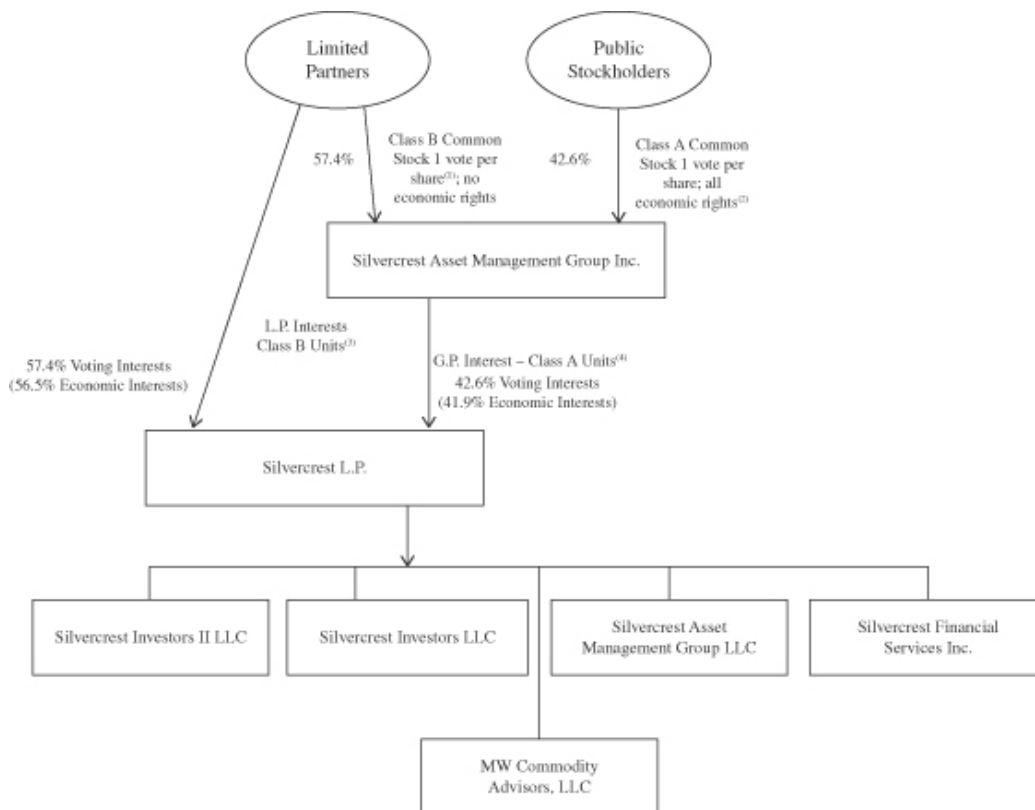 Limited
Partners
Public
Stockholders
57.4%
Class B Common
Stock 1 vote per
share(2); no
economic rights
42.6%
Class A Common
Stock 1 vote per
share; all
economic rights(2)
Silvercrest Asset Management Group Inc.
L.P. Interests
Class B Units(3)
57.4% Voting Interests
(56.5% Economic Interests)
G.P. Interest – Class A Units(4)
42.6% Voting Interests
(41.9% Economic Interests)
Silvercrest L.P.
Silvercrest Investors II LLC
Silvercrest Investors LLC
Silvercrest Asset
Management Group LLC
Silvercrest Financial
Services Inc.
MW Commodity
Advisors, LLC